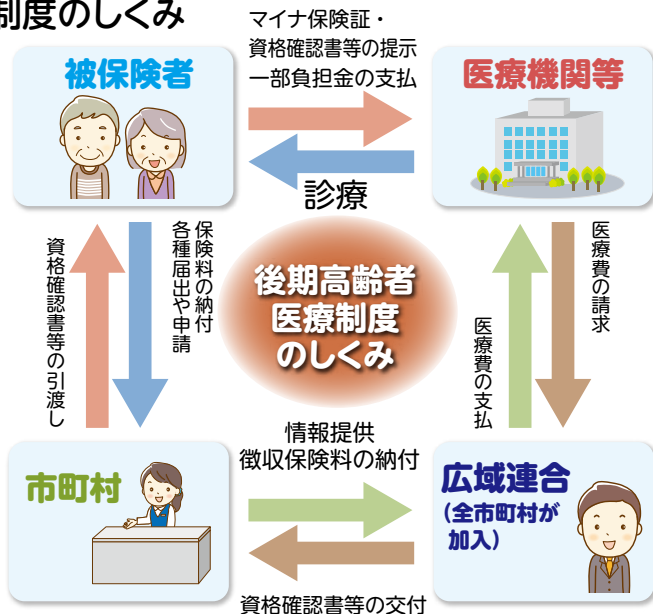 制度のしくみ
マイナ保険証・
資格確認書等の提示
一部負担金の支払
被保険者
医療機関等
診療
資格確認書等の引渡し
保険料の納付
各種届出や申請
後期高齢者
医療制度
のしくみ
医療費の支払
医療費の請求
情報提供
徴収保険料の納付
市町村
広域連合
(全市町村が
加入)
資格確認書等の交付